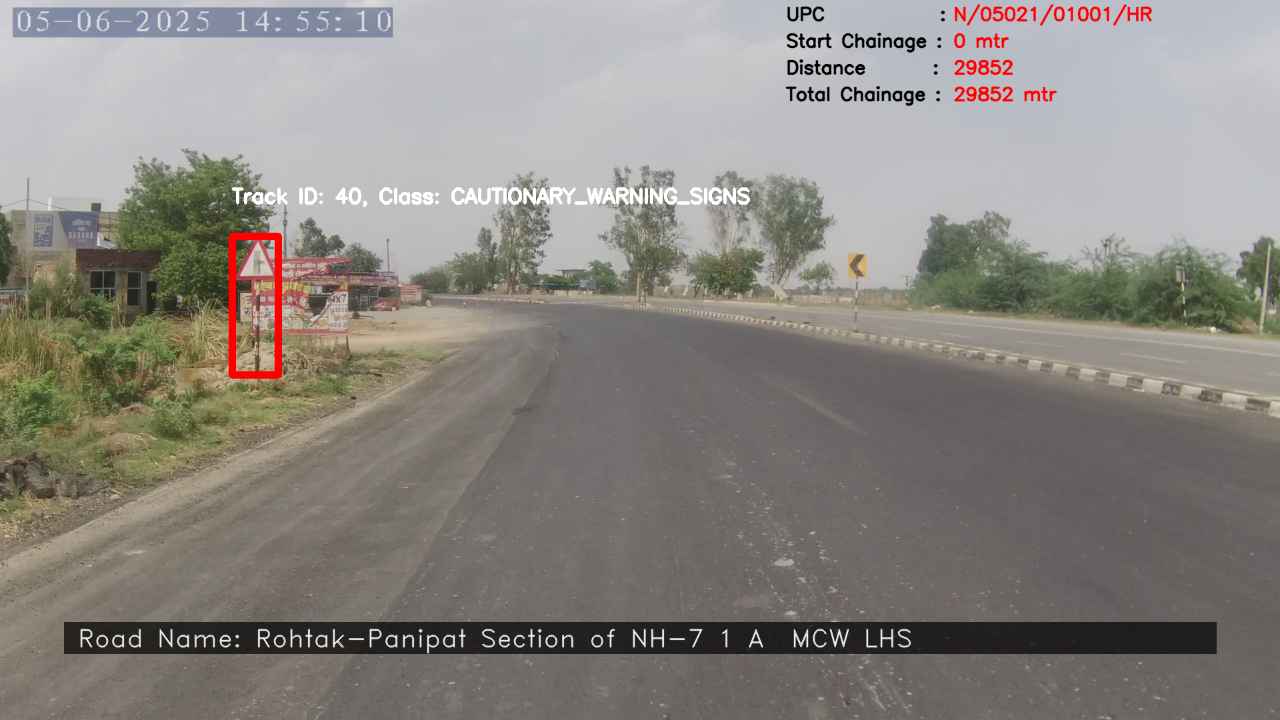 05-06-2025 14:55:10
UPC : N/05021/01001/HR
Start Chainage : 0 mtr
Distance : 29852
Total Chainage : 29852 mtr
Track ID: 40, Class: CAUTIONARY_WARNING_SIGNS
Road Name: Rohtak-Panipat Section of NH-7 1 A MCW LHS